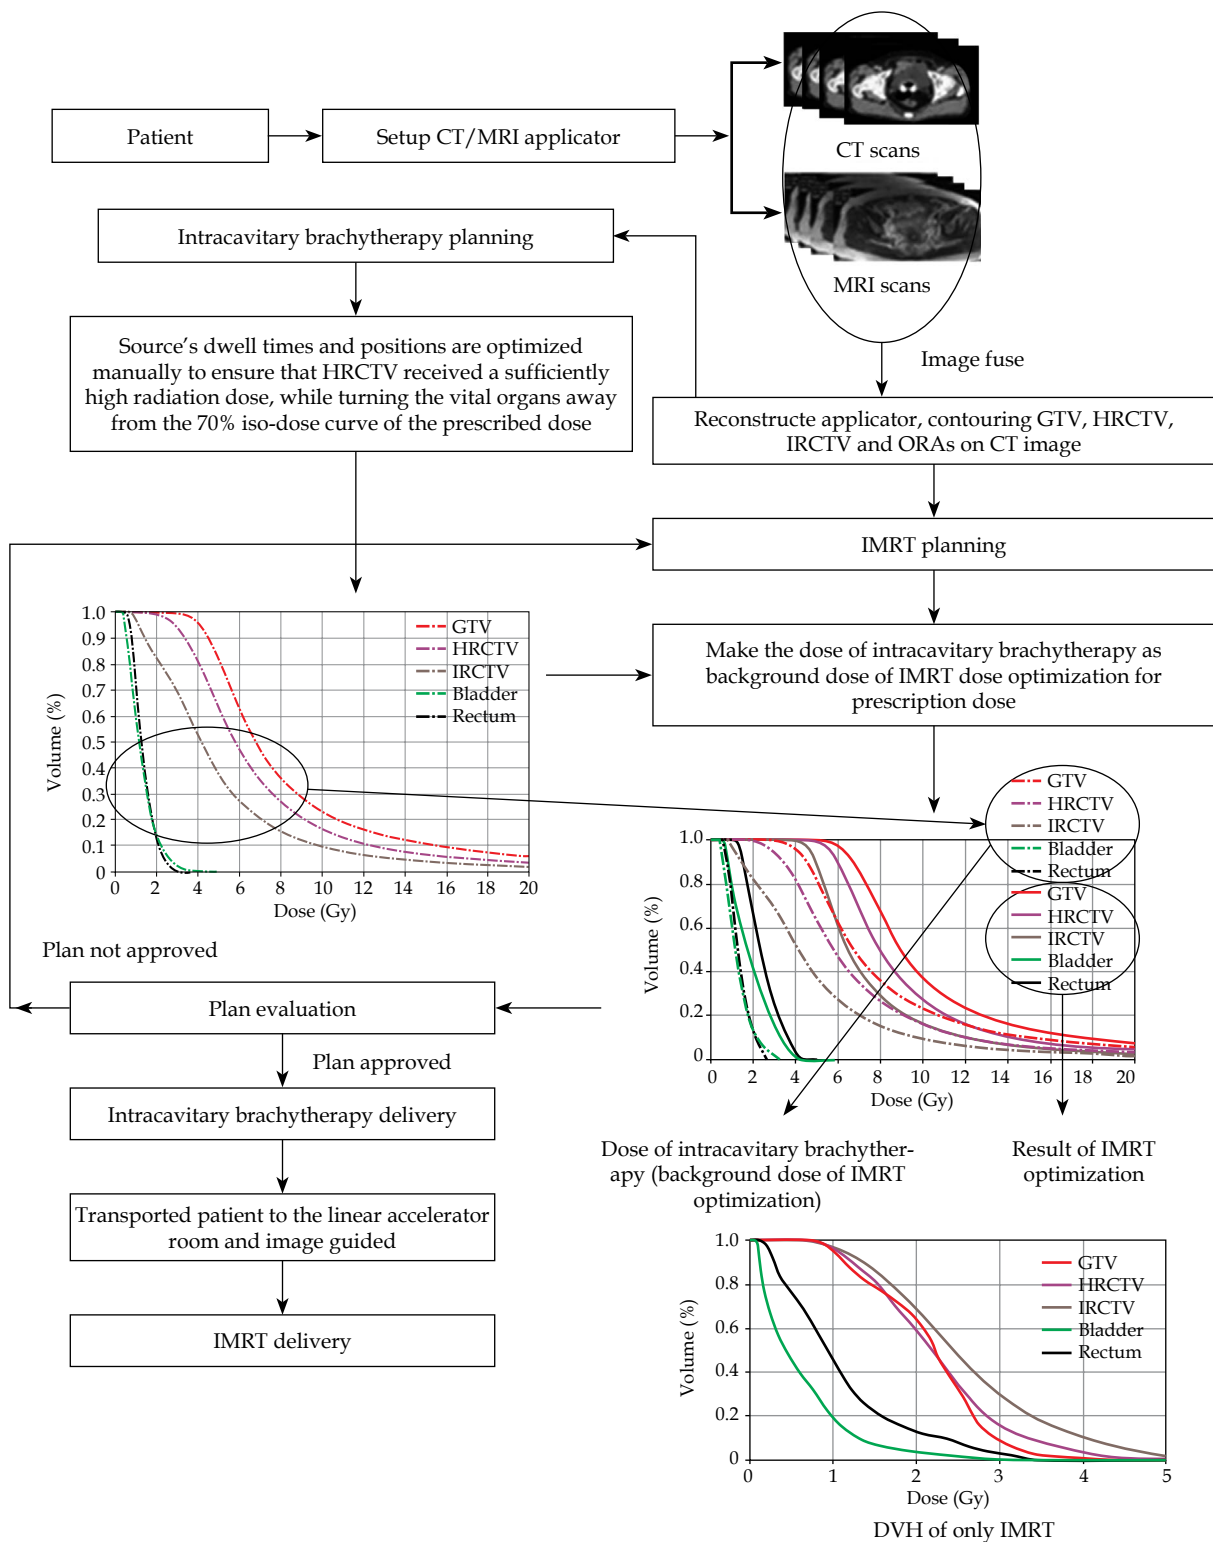 Patient
Setup CT/MRI applicator
CT scans
MRI scans
Image fuse
Intracavitary brachytherapy planning
Source's dwell times and positions are optimized
manually to ensure that HRCTV received a sufficiently
high radiation dose, while turning the vital organs away
from the 70% iso-dose curve of the prescribed dose
Reconstructe applicator, contouring GTV, HRCTV,
IRCTV and ORAs on CT image
IMRT planning
Make the dose of intracavitary brachytherapy as
background dose of IMRT dose optimization for
prescription dose
1.0
0.9
0.8
0.7
0.6
0.5
0.4
0.3
0.2
0.1
0
Volume (%)
0 2 4 6 8 10 12 14 16 18 20
Dose (Gy)
GTV
HRCTV
IRCTV
Bladder
Rectum
GTV
HRCTV
IRCTV
Bladder
Rectum
GTV
HRCTV
IRCTV
Bladder
Rectum
1.0
0.8
0.6
0.4
0.2
0
Volume (%)
0 2 4 6 8 10 12 14 16 18 20
Dose (Gy)
Plan not approved
Plan evaluation
Plan approved
Intracavitary brachytherapy delivery
Transported patient to the linear accelerator
room and image guided
IMRT delivery
Dose of intracavitary brachyther-
apy (background dose of IMRT
optimization)
Result of IMRT
optimization
1.0
0.8
0.6
0.4
0.2
0
Volume (%)
0 1 2 3 4 5
Dose (Gy)
GTV
HRCTV
IRCTV
Bladder
Rectum
DVH of only IMRT